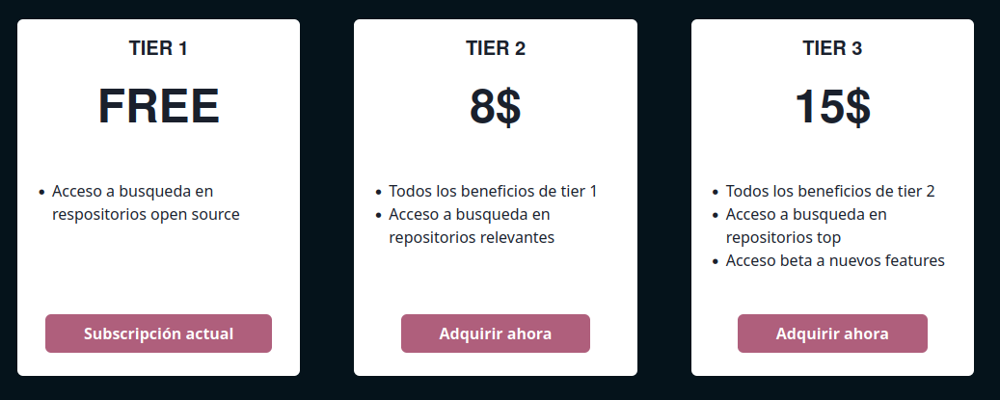 TIER 1
FREE
• Acceso a busqueda en
respositorios open source
Subscripción actual
TIER 2
8$
• Todos los beneficios de tier 1
• Acceso a busqueda en
repositorios relevantes
Adquirir ahora
TIER 3
15$
• Todos los beneficios de tier 2
• Acceso a busqueda en
repositorios top
• Acceso beta a nuevos features
Adquirir ahora